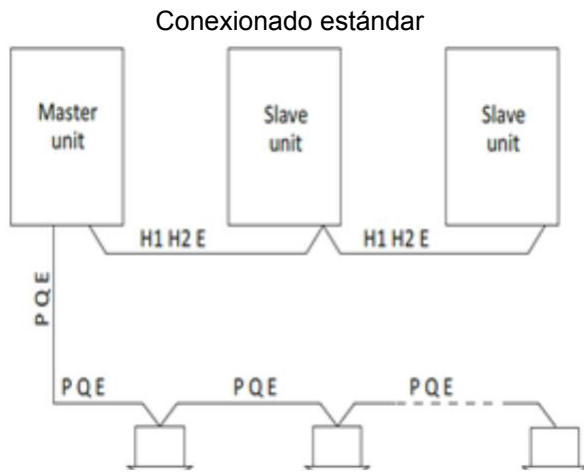 Conexionado estándar
Master
unit
Slave
unit
Slave
unit
H1 H2 E
H1 H2 E
P Q E
P Q E
P Q E
P Q E